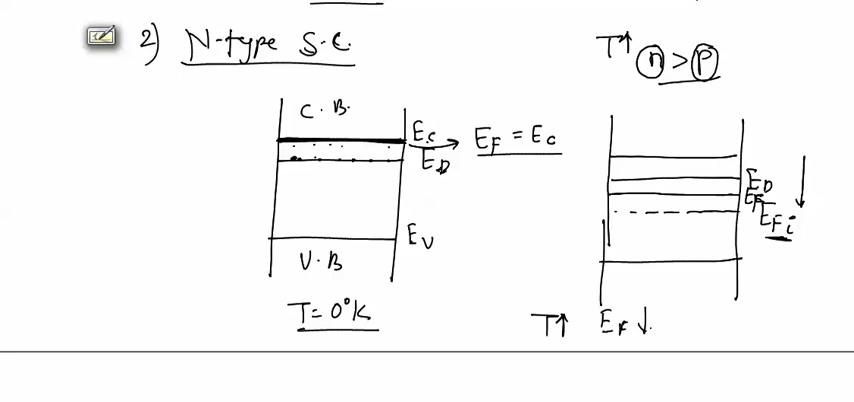 2) N-type S.C.
T↑ n > p
C.B.
Ec → EF = Ec
ED
EV
V.B
T = 0°K
ED
EF
EFi
T↑ EF ↓